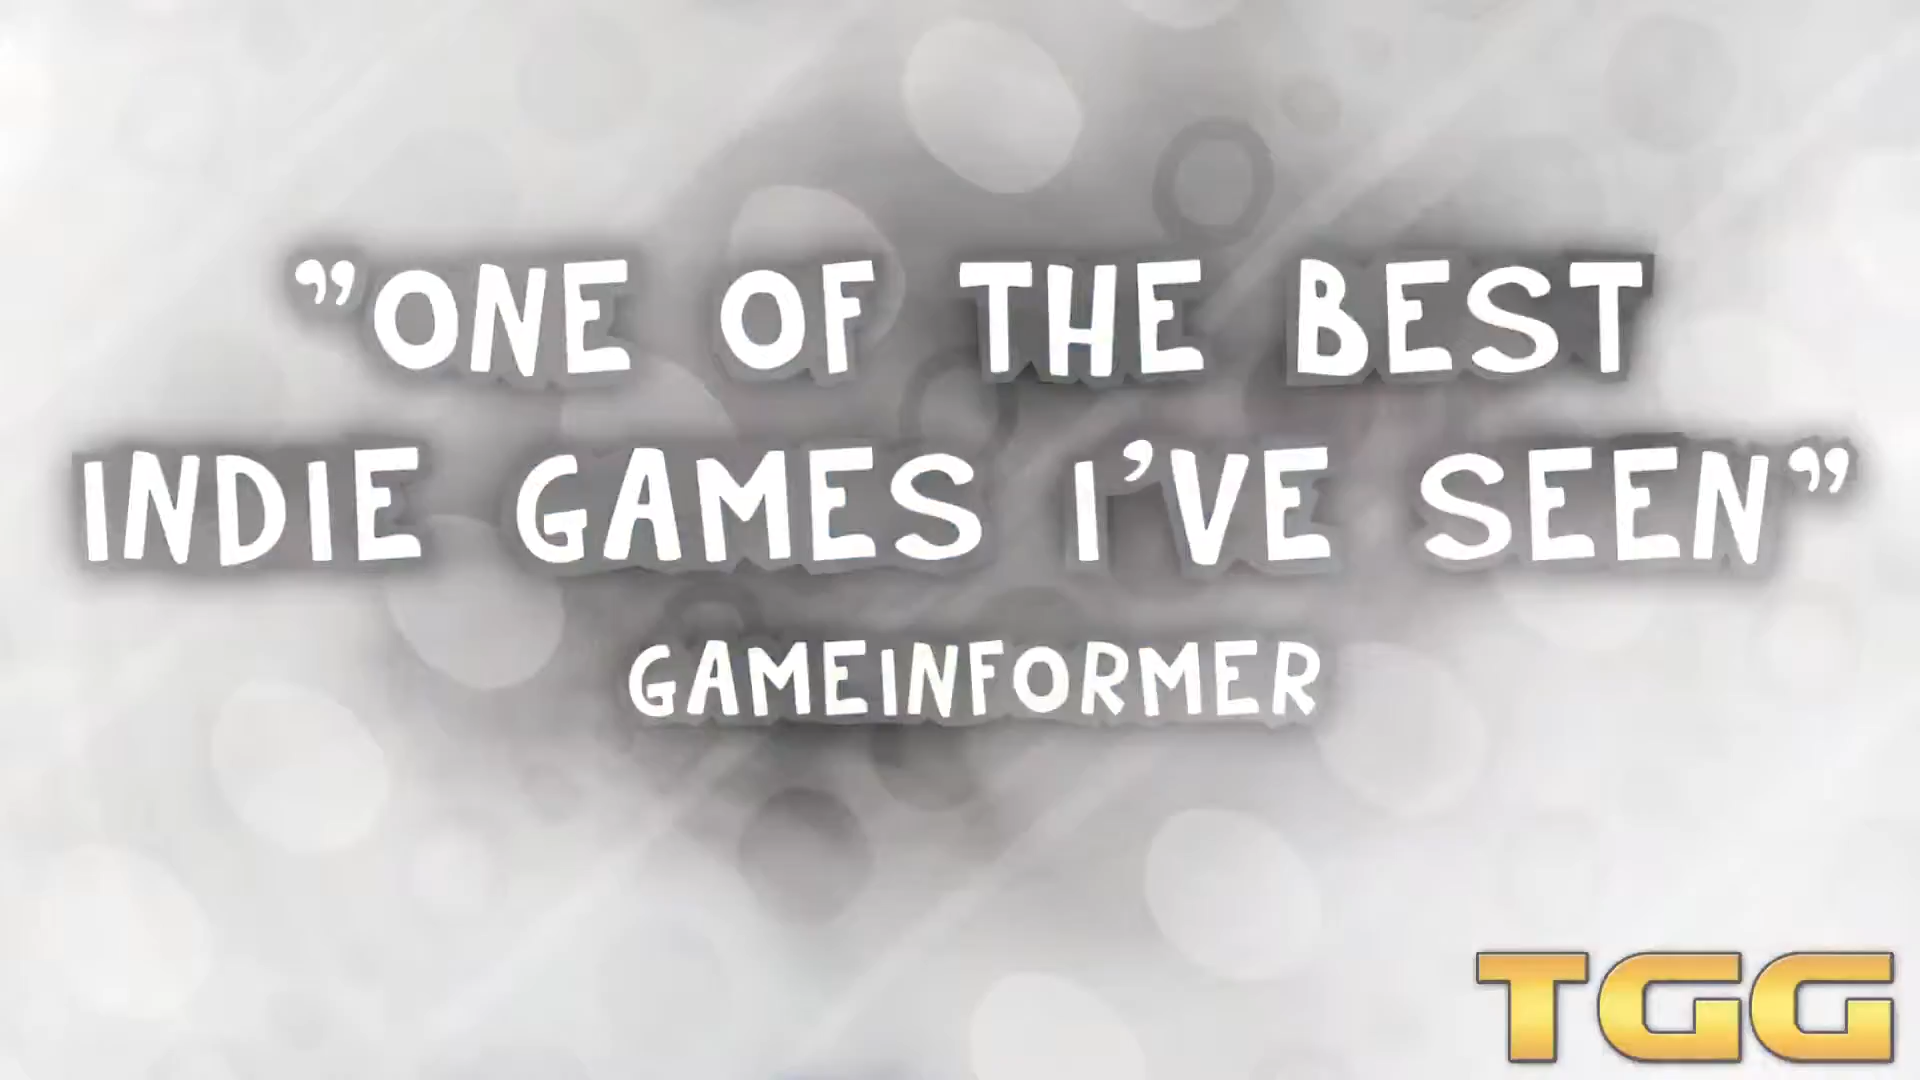 ”ONE OF THE BEST
INDIE GAMES I’VE SEEN”
GAMEINFORMER
TGG